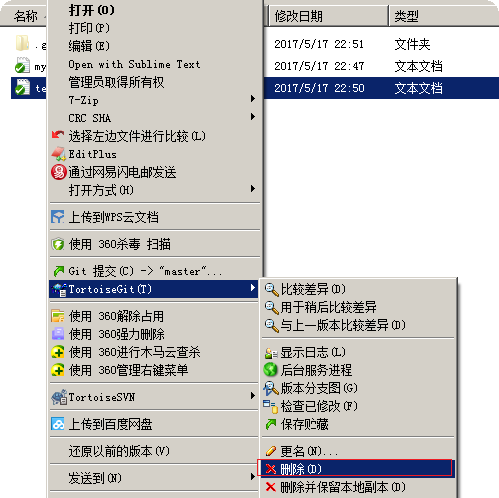 名称
修改日期
类型
.g
2017/5/17 22:51
文件夹
my
2017/5/17 22:47
文本文档
te
2017/5/17 22:50
文本文档
打开(O)
打印(P)
编辑(E)
Open with Sublime Text
管理员取得所有权
7-Zip
CRC SHA
选择左边文件进行比较(L)
EditPlus
通过网易闪电邮发送
打开方式(H)
上传到WPS云文档
使用 360杀毒 扫描
Git 提交(C) -> "master"...
TortoiseGit(T)
使用 360解除占用
使用 360强力删除
使用 360进行木马云查杀
使用 360管理右键菜单
TortoiseSVN
上传到百度网盘
还原以前的版本(V)
发送到(N)
比较差异(D)
用于稍后比较差异
与上一版本比较差异(D)
显示日志(L)
后台服务进程
版本分支图(G)
检查已修改(F)
保存贮藏
更名(N)...
删除(D)
删除并保留本地副本(D)